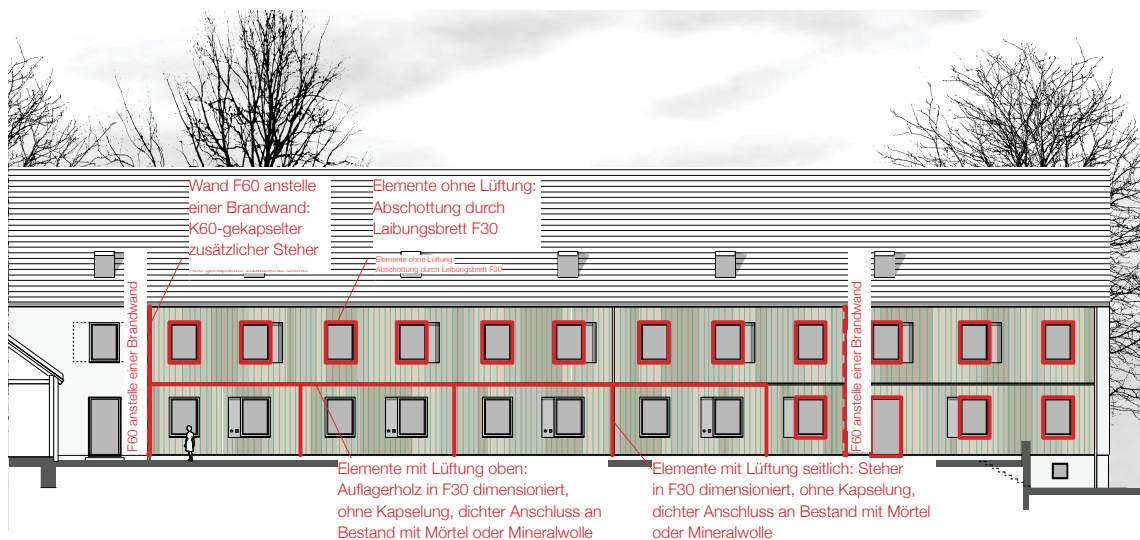 Wand F60 anstelle
einer Brandwand:
K60-gekapselter
zusätzlicher Steher
Elemente ohne Lüftung:
Abschottung durch
Laibungsbrett F30
Elemente ohne Lüftung:
Abschottung durch Laibungsbrett F30
F60 anstelle einer Brandwand
F60 anstelle einer Brandwand
Elemente mit Lüftung oben:
Auflagerholz in F30 dimensioniert,
ohne Kapselung, dichter Anschluss an
Bestand mit Mörtel oder Mineralwolle
Elemente mit Lüftung seitlich: Steher
in F30 dimensioniert, ohne Kapselung,
dichter Anschluss an Bestand mit Mörtel
oder Mineralwolle